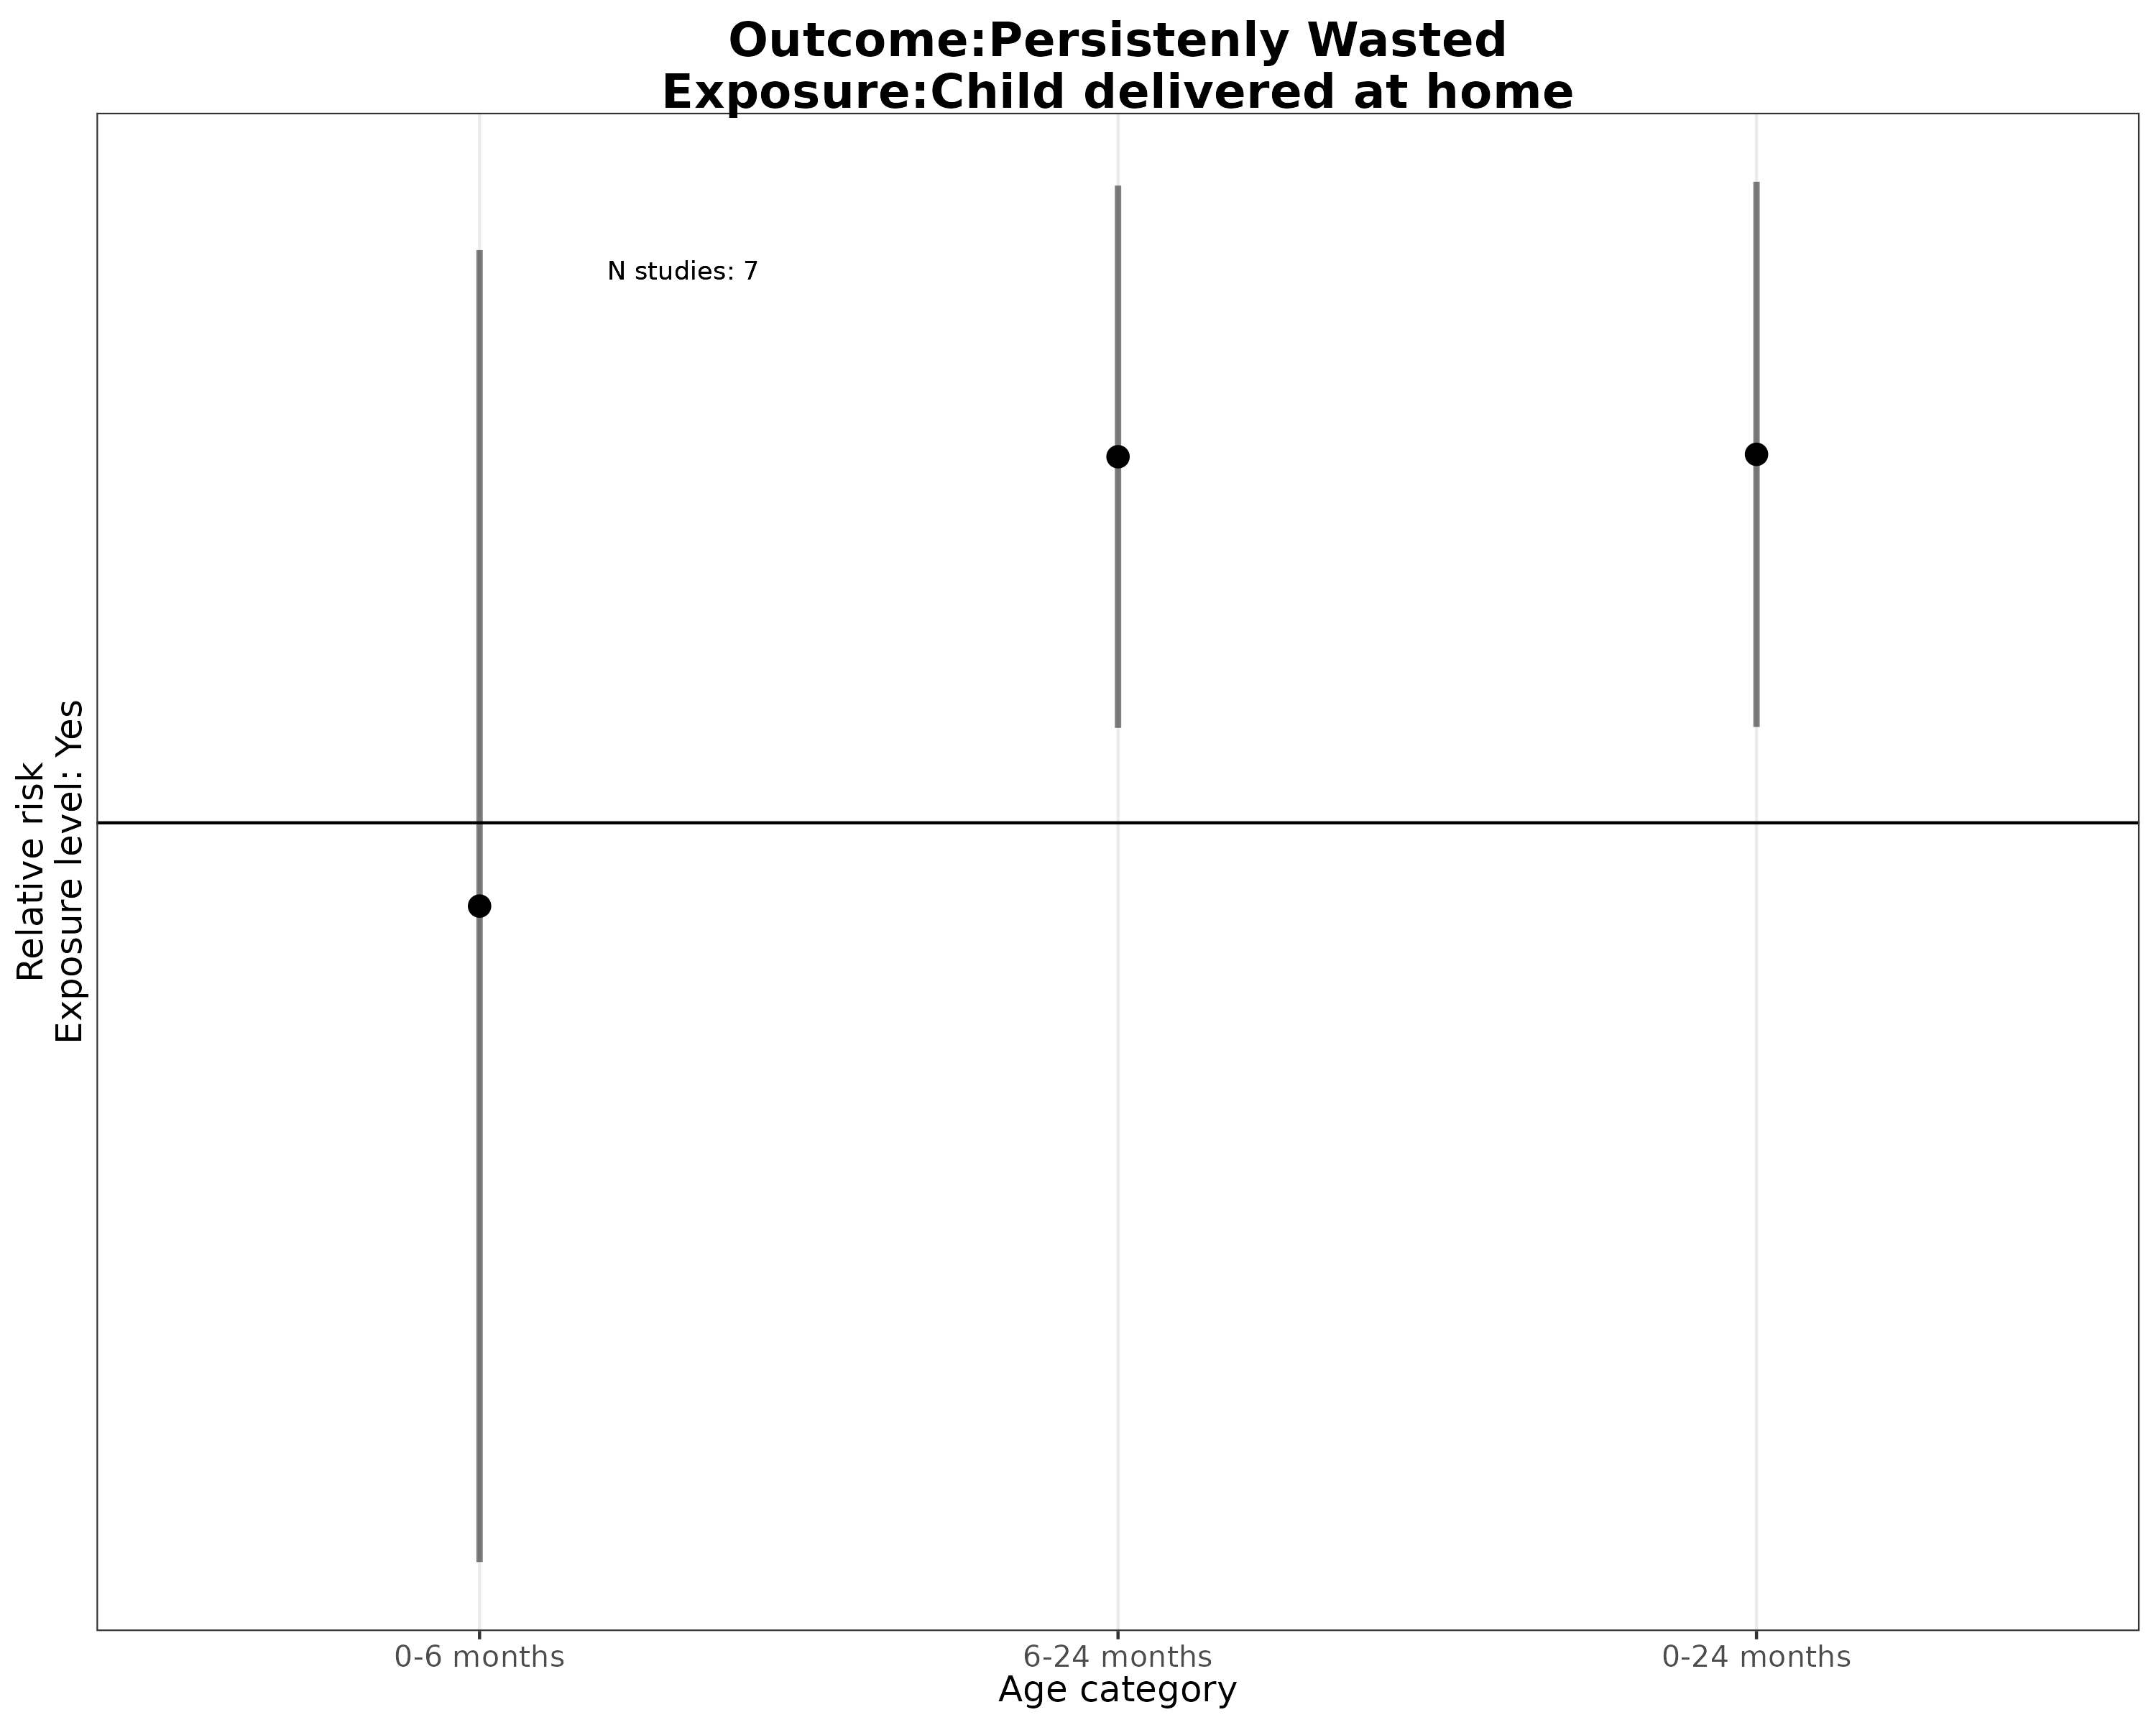 Outcome:Persistenly Wasted
Exposure:Child delivered at home
N studies: 7
Relative risk
Exposure level: Yes
0-6 months
6-24 months
0-24 months
Age category